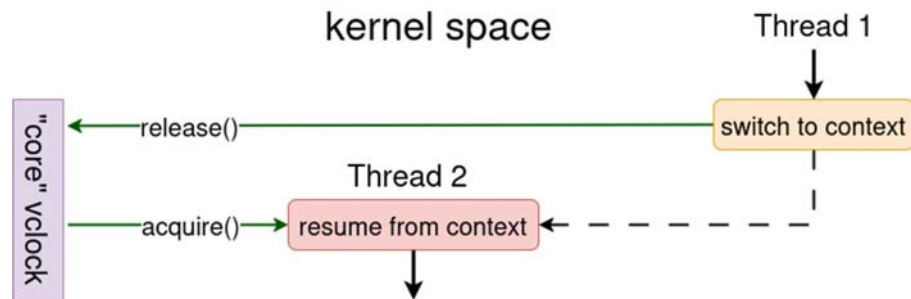 kernel space
Thread 1
"core" vclock
release()
switch to context
Thread 2
acquire()
resume from context